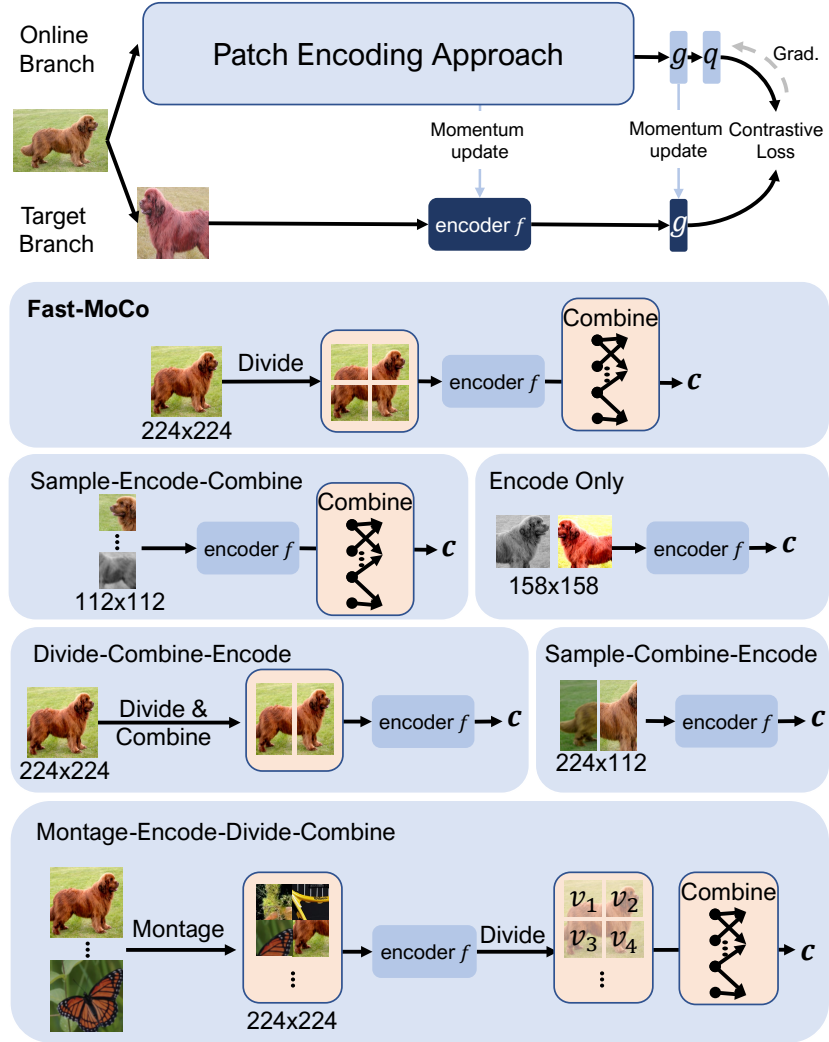 Online
Branch
Patch Encoding Approach
g
q
Grad.
Momentum
update
Momentum
update
Contrastive
Loss
Target
Branch
encoder f
g
Fast-MoCo
Combine
Divide
encoder f
c
224x224
Sample-Encode-Combine
Combine
encoder f
c
112x112
Encode Only
encoder f
c
158x158
Divide-Combine-Encode
Divide &
Combine
encoder f
c
224x224
Sample-Combine-Encode
encoder f
c
224x112
Montage-Encode-Divide-Combine
Montage
224x224
encoder f
Divide
v1 v2
v3 v4
Combine
c